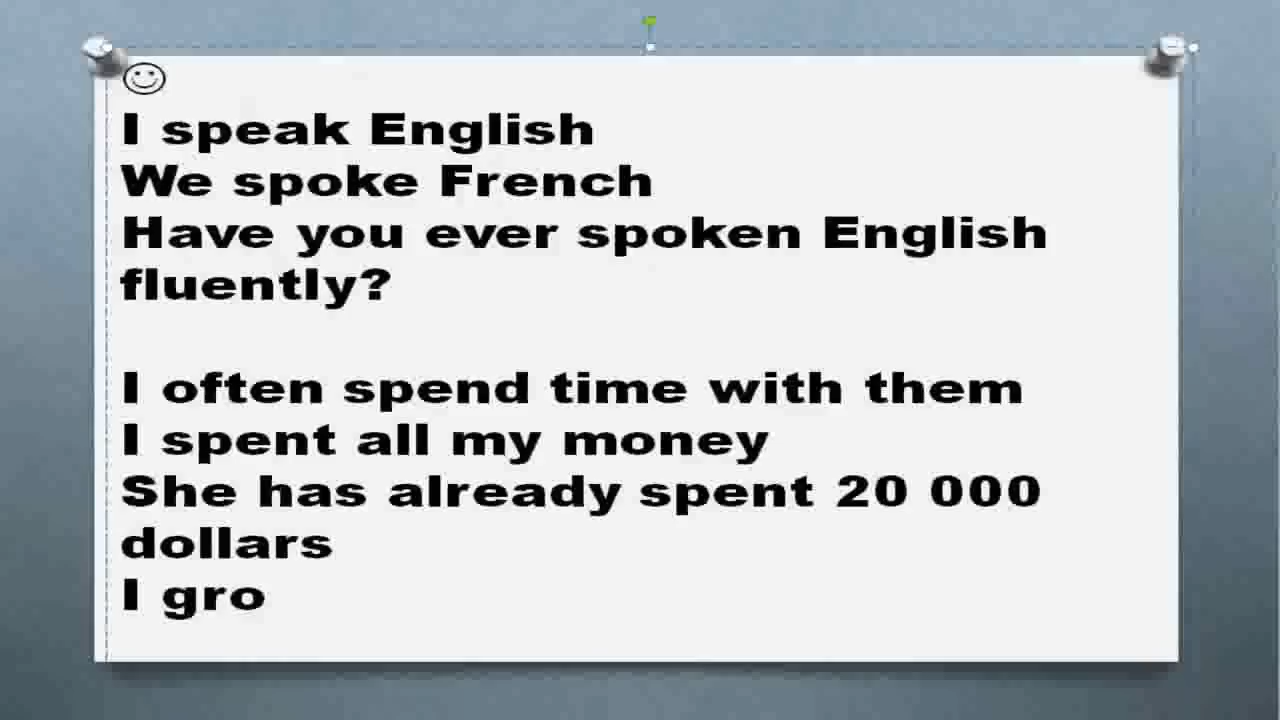 I speak English
We spoke French
Have you ever spoken English
fluently?
I often spend time with them
I spent all my money
She has already spent 20 000
dollars
I gro